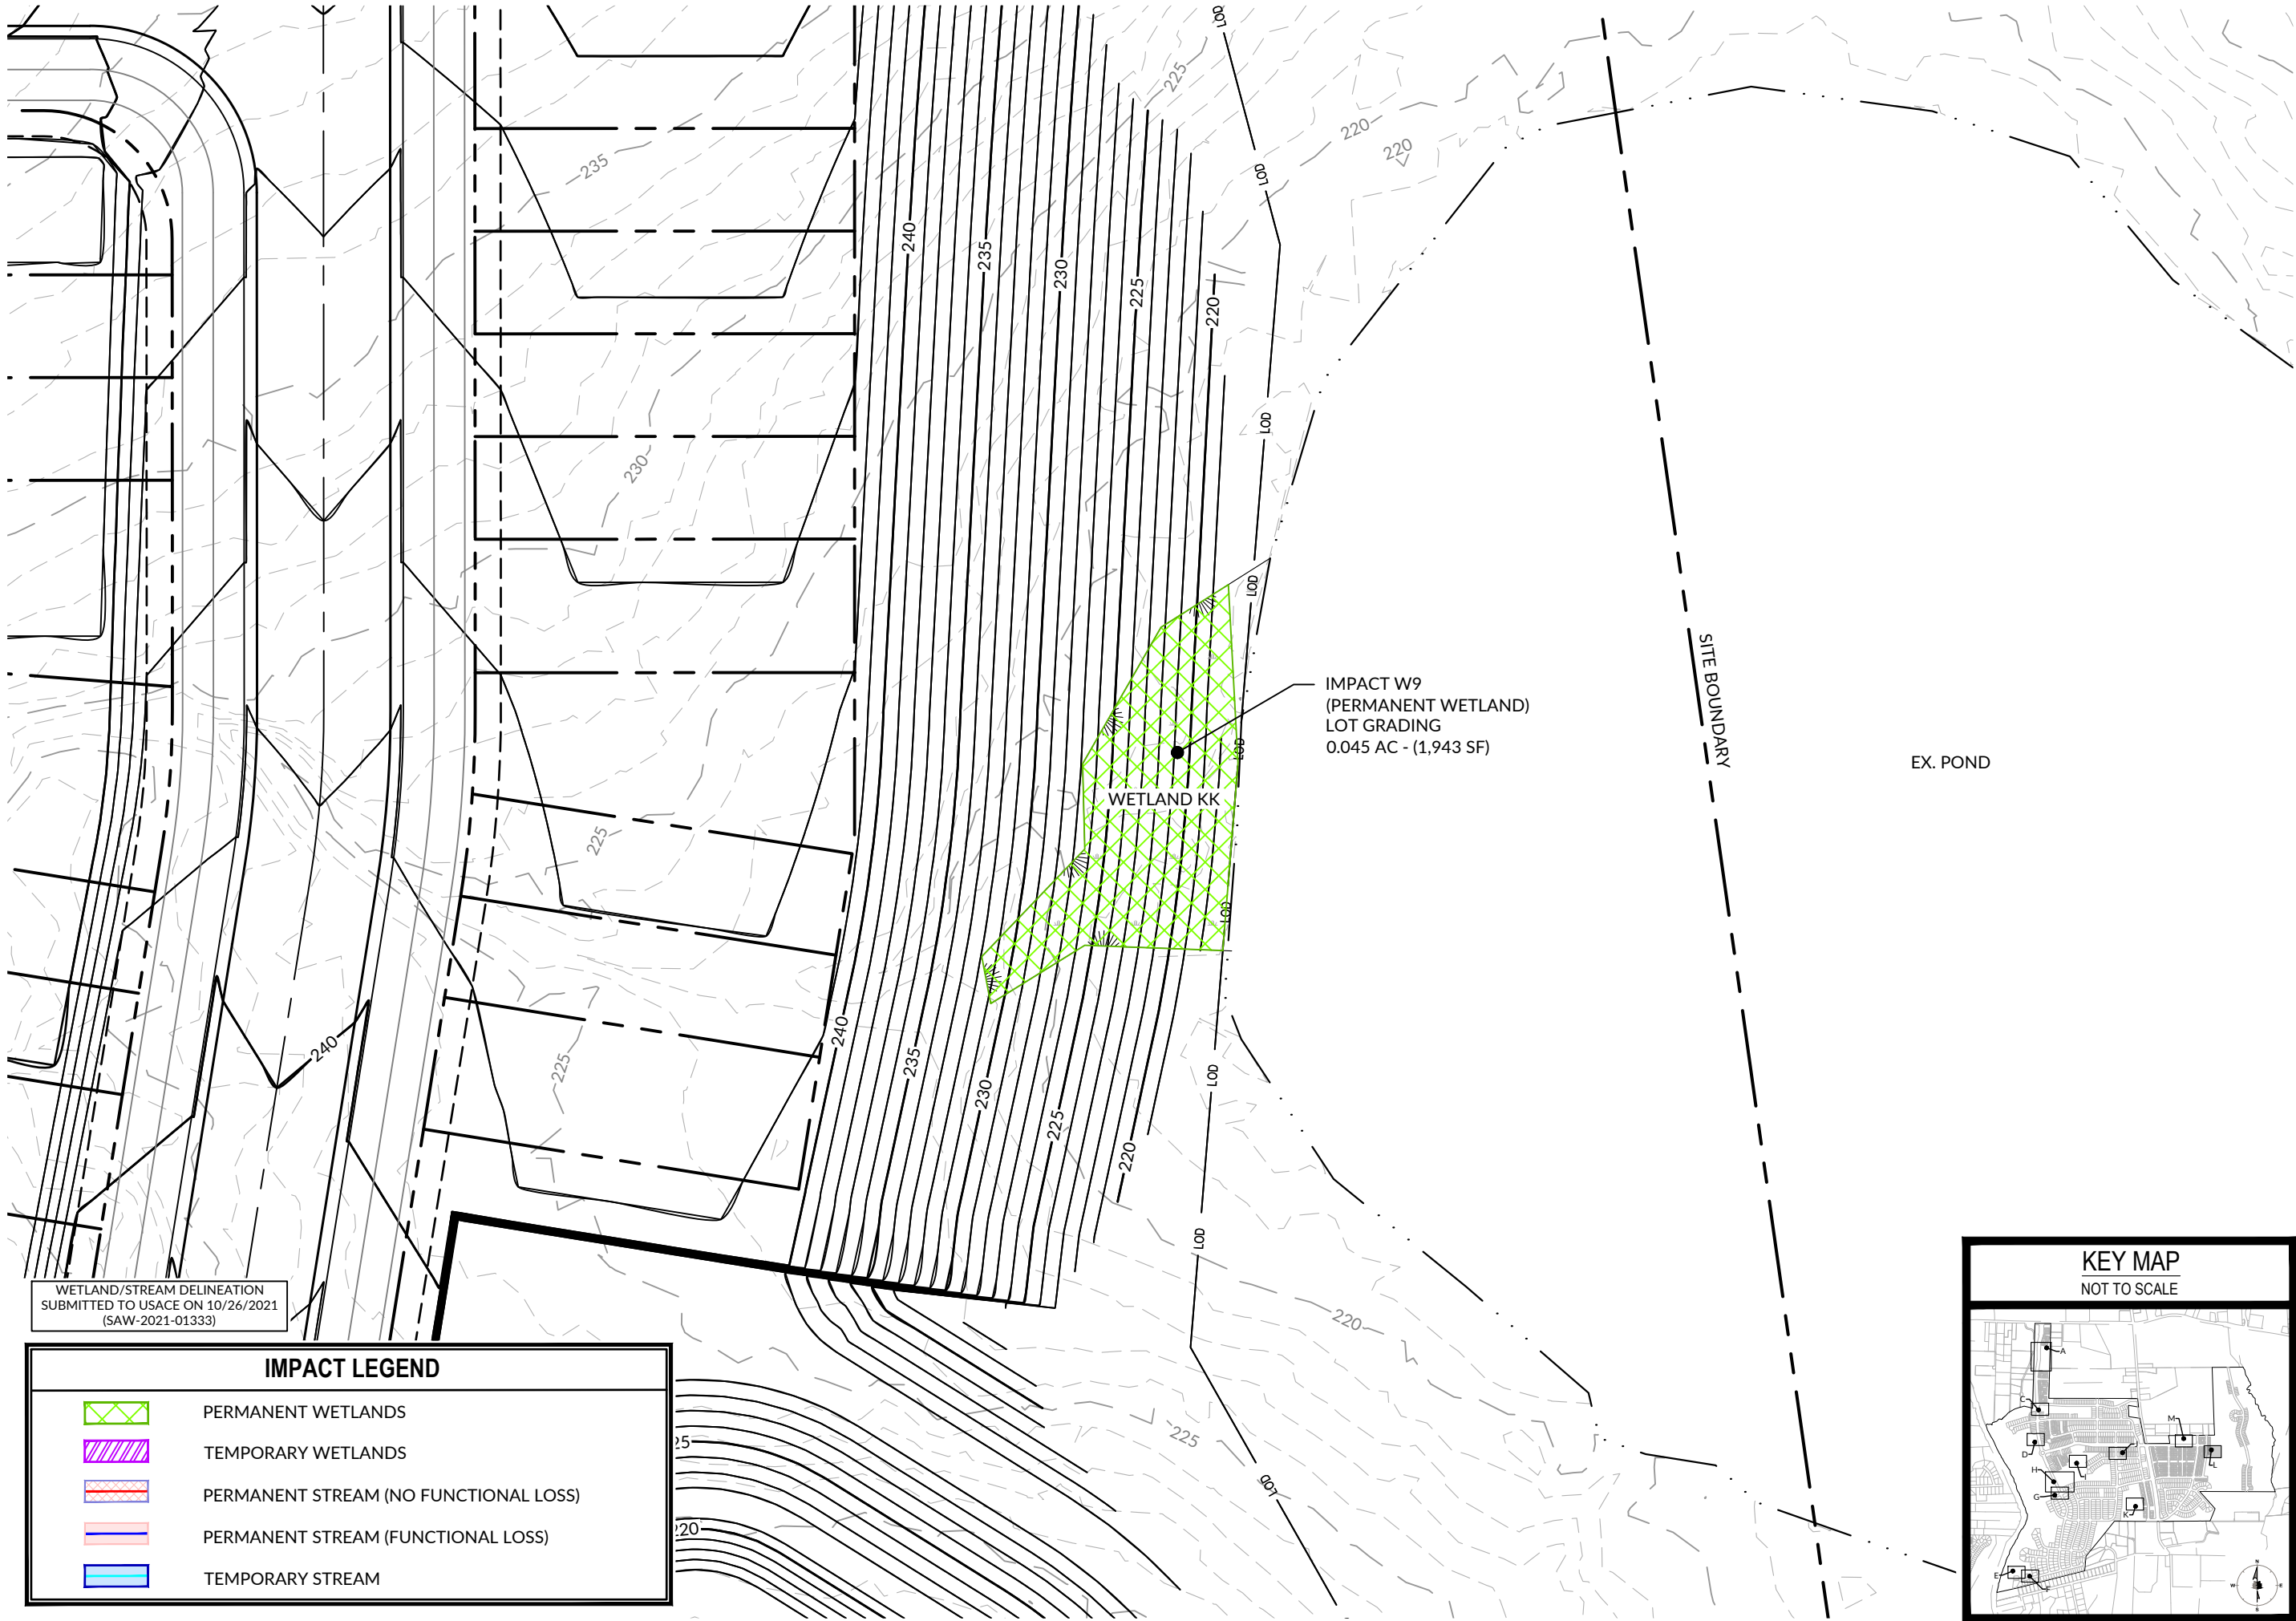 LOD
225
220
220
LOD
235
240
235
230
225
220
LOD
230
LOD
IMPACT W9
(PERMANENT WETLAND)
LOT GRADING
0.045 AC - (1,943 SF)
SITE BOUNDARY
LOD
EX. POND
WETLAND KK
225
LOD
240
240
235
225
230
LOD
225
220
LOD
220
225
LOD
25
220
WETLAND/STREAM DELINEATION
SUBMITTED TO USACE ON 10/26/2021
(SAW-2021-01333)
IMPACT LEGEND
PERMANENT WETLANDS
TEMPORARY WETLANDS
PERMANENT STREAM (NO FUNCTIONAL LOSS)
PERMANENT STREAM (FUNCTIONAL LOSS)
TEMPORARY STREAM
KEY MAP
NOT TO SCALE
A
C
M
D
J
L
H
I
G
K
E
F
N
W
E
S